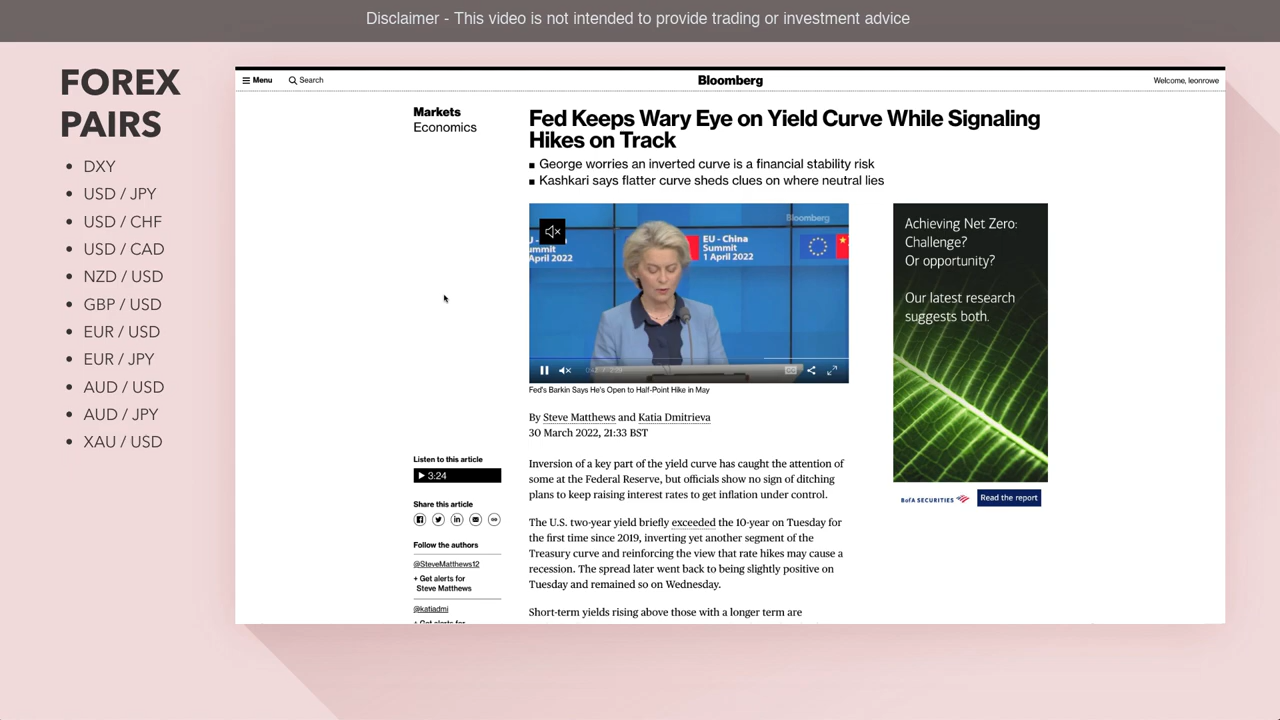 Disclaimer - This video is not intended to provide trading or investment advice
FOREX
PAIRS
DXY
USD / JPY
USD / CHF
USD / CAD
NZD / USD
GBP / USD
EUR / USD
EUR / JPY
AUD / USD
AUD / JPY
XAU / USD
Menu
Search
Bloomberg
Welcome, leonrowe
Markets
Economics
Fed Keeps Wary Eye on Yield Curve While Signaling
Hikes on Track
George worries an inverted curve is a financial stability risk
Kashkari says flatter curve sheds clues on where neutral lies
Bloomberg
EU - China
Summit
1 April 2022
Fed's Barkin Says He's Open to Half-Point Hike in May
By Steve Matthews and Katia Dmitrieva
30 March 2022, 21:33 BST
Listen to this article
3:24
Share this article
Follow the authors
@SteveMatthews12
+ Get alerts for
Steve Matthews
@katiadmi
+ Get alerts for
Inversion of a key part of the yield curve has caught the attention of
some at the Federal Reserve, but officials show no sign of ditching
plans to keep raising interest rates to get inflation under control.
The U.S. two-year yield briefly exceeded the 10-year on Tuesday for
the first time since 2019, inverting yet another segment of the
Treasury curve and reinforcing the view that rate hikes may cause a
recession. The spread later went back to being slightly positive on
Tuesday and remained so on Wednesday.
Short-term yields rising above those with a longer term are
Achieving Net Zero:
Challenge?
Or opportunity?
Our latest research
suggests both.
BofA SECURITIES
Read the report